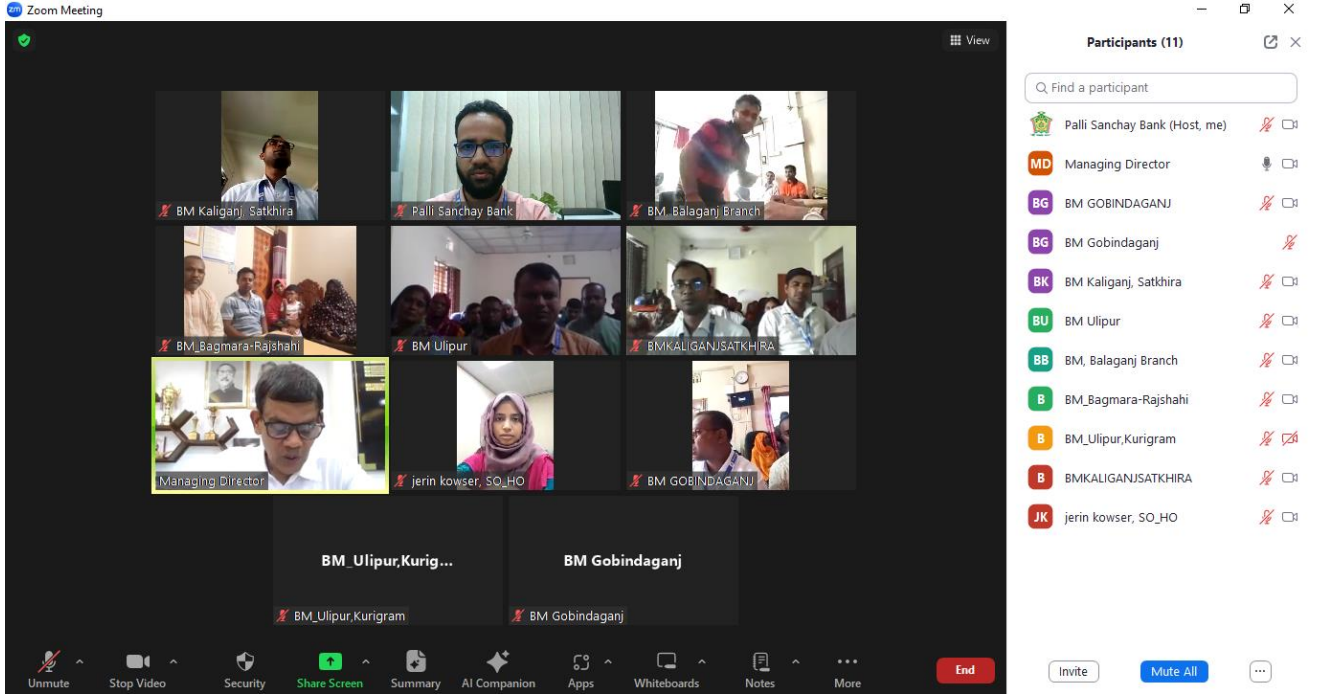 zm Zoom Meeting
View
BM Kaliganj, Satkhira
Palli Sanchay Bank
BM, Balaganj Branch
BM_Bagmara-Rajshahi
BM Ulipur
BMKALIGANJSATKHIRA
Managing Director
jerin kowser, SO_HO
BM GOBINDAGANJ
BM_Ulipur,Kurig...
BM Gobindaganj
BM_Ulipur,Kurigram
BM Gobindaganj
Unmute
Stop Video
Security
Share Screen
Summary
AI Companion
Apps
Whiteboards
Notes
More
End
Participants (11)
Find a participant
Palli Sanchay Bank (Host, me)
MD Managing Director
BG BM GOBINDAGANJ
BG BM Gobindaganj
BK BM Kaliganj, Satkhira
BU BM Ulipur
BB BM, Balaganj Branch
B BM_Bagmara-Rajshahi
B BM_Ulipur,Kurigram
B BMKALIGANJSATKHIRA
JK jerin kowser, SO_HO
Invite
Mute All